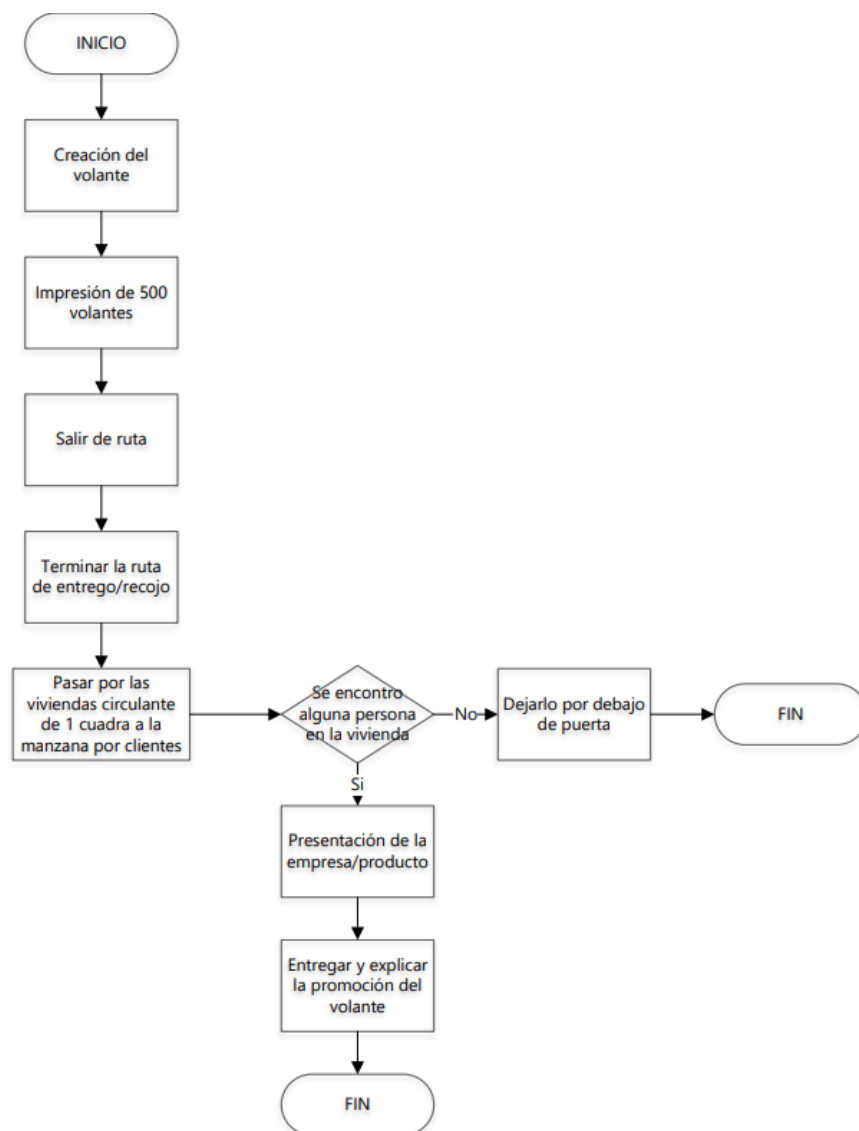 INICIO
Creación del
volante
Impresión de 500
volantes
Salir de ruta
Terminar la ruta
de entrego/recojo
Pasar por las
viviendas circulante
de 1 cuadra a la
manzana por clientes
Se encontro
alguna persona
en la vivienda
No
Dejarlo por debajo
de puerta
FIN
Si
Presentación de la
empresa/producto
Entregar y explicar
la promoción del
volante
FIN